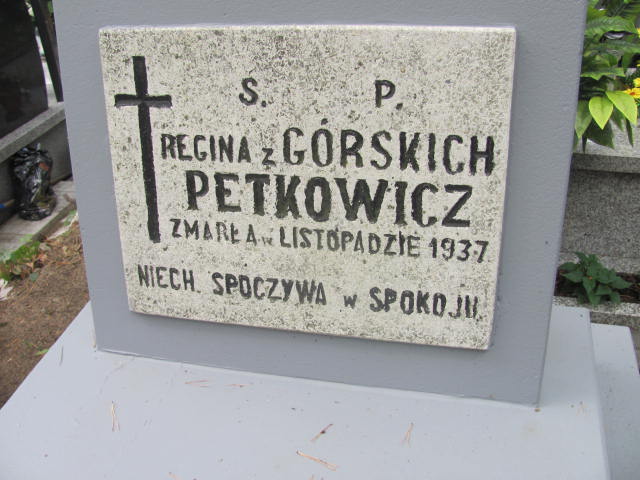 S. P.
REGINA z GÓRSKICH
PETKOWICZ
ZMARŁA w LISTOPADZIE 1937
NIECH. SPOCZYWA w SPOKOJU.